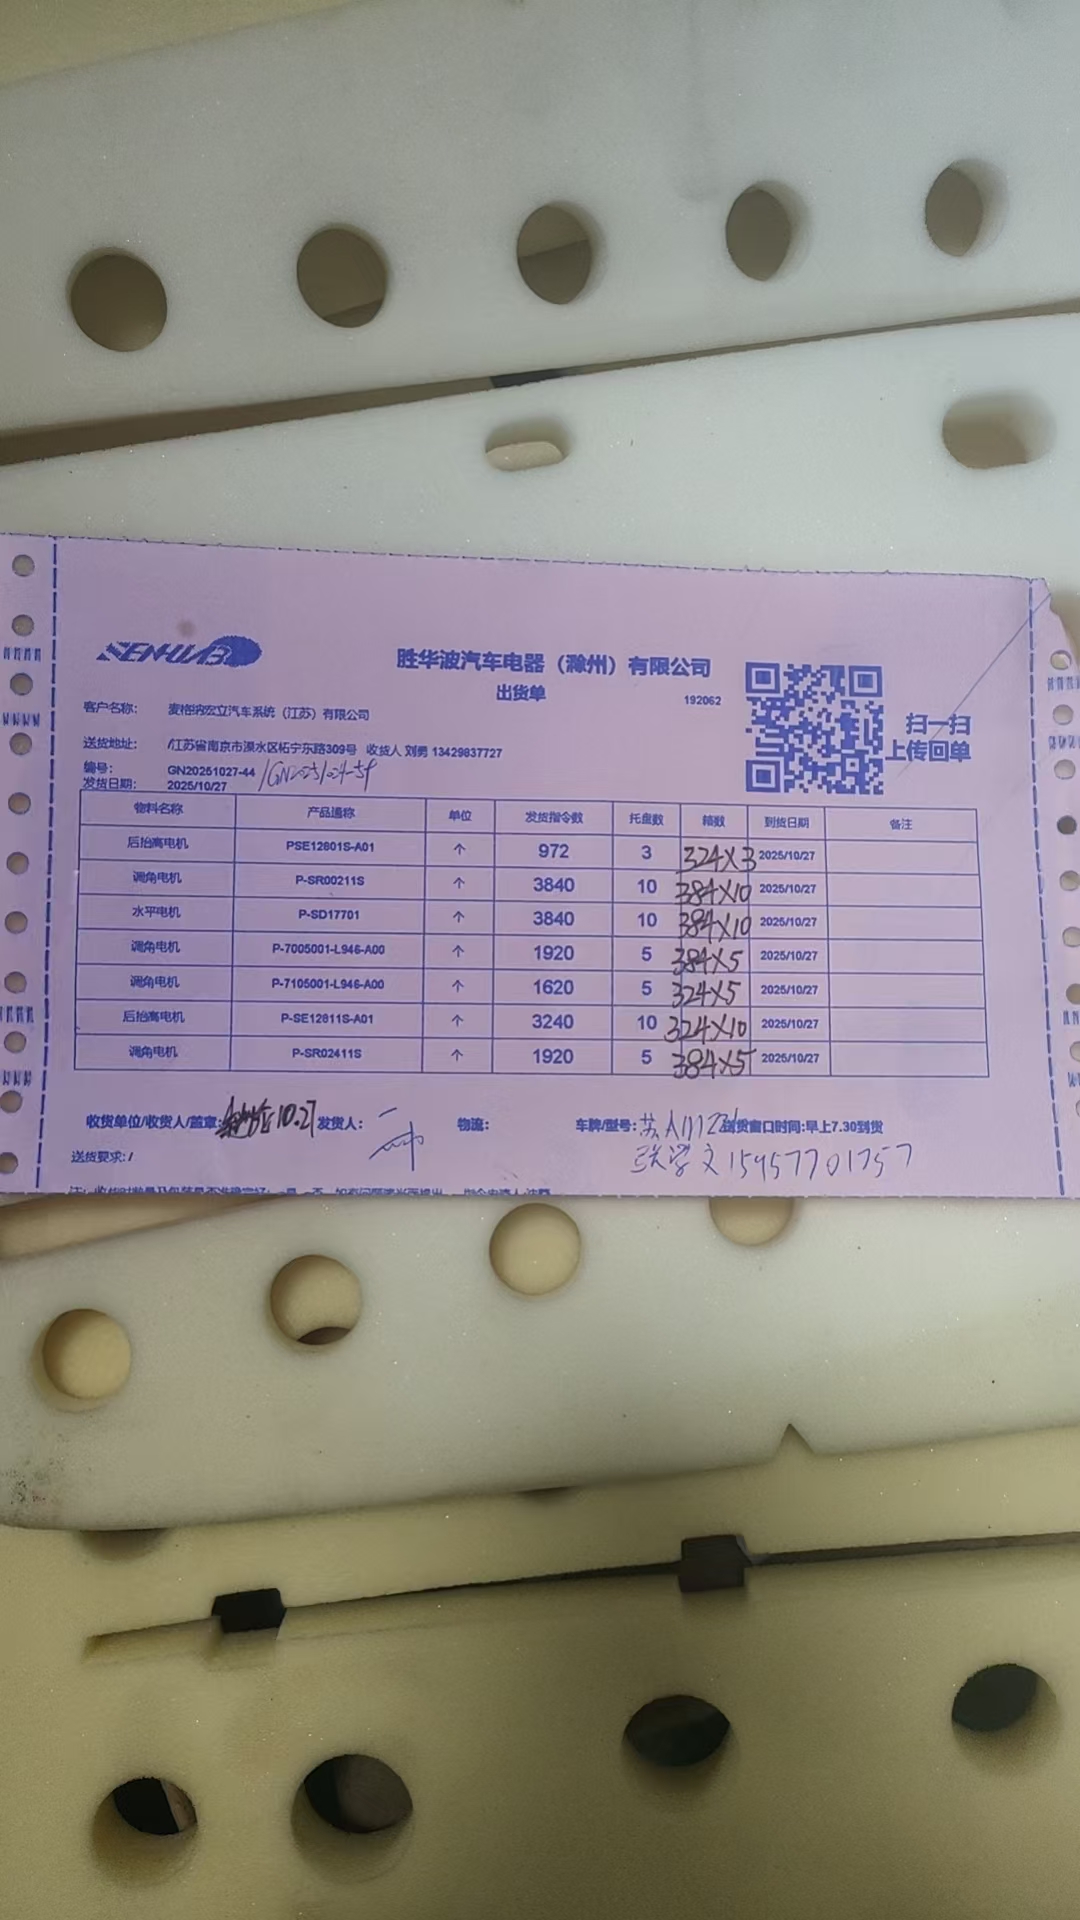 SENHUABO
胜华波汽车电器（滁州）有限公司
出货单
192062
扫一扫
上传回单
客户名称: 麦格纳宏立汽车系统（江苏）有限公司
送货地址: 江苏省南京市溧水区柘宁东路309号 收货人 刘勇 13429837727
编号: GN20251027-44
发货日期: 2025/10/27
物料名称 产品通称 单位 发货指令数 托盘数 箱数 到货日期 备注
后抬高电机 PSE12801S-A01 个 972 3 324X3 2025/10/27
调角电机 P-SR00211S 个 3840 10 384X10 2025/10/27
水平电机 P-SD17701 个 3840 10 384X10 2025/10/27
调角电机 P-7005001-L946-A00 个 1920 5 384X5 2025/10/27
调角电机 P-7105001-L946-A00 个 1620 5 324X5 2025/10/27
后抬高电机 P-SE12811S-A01 个 3240 10 324X10 2025/10/27
调角电机 P-SR02411S 个 1920 5 384X5 2025/10/27
收货单位/收货人/盖章: 10.27 发货人: 物流: 车牌/型号: 送货窗口时间:早上7.30到货
张学文 15957701757
送货要求: /